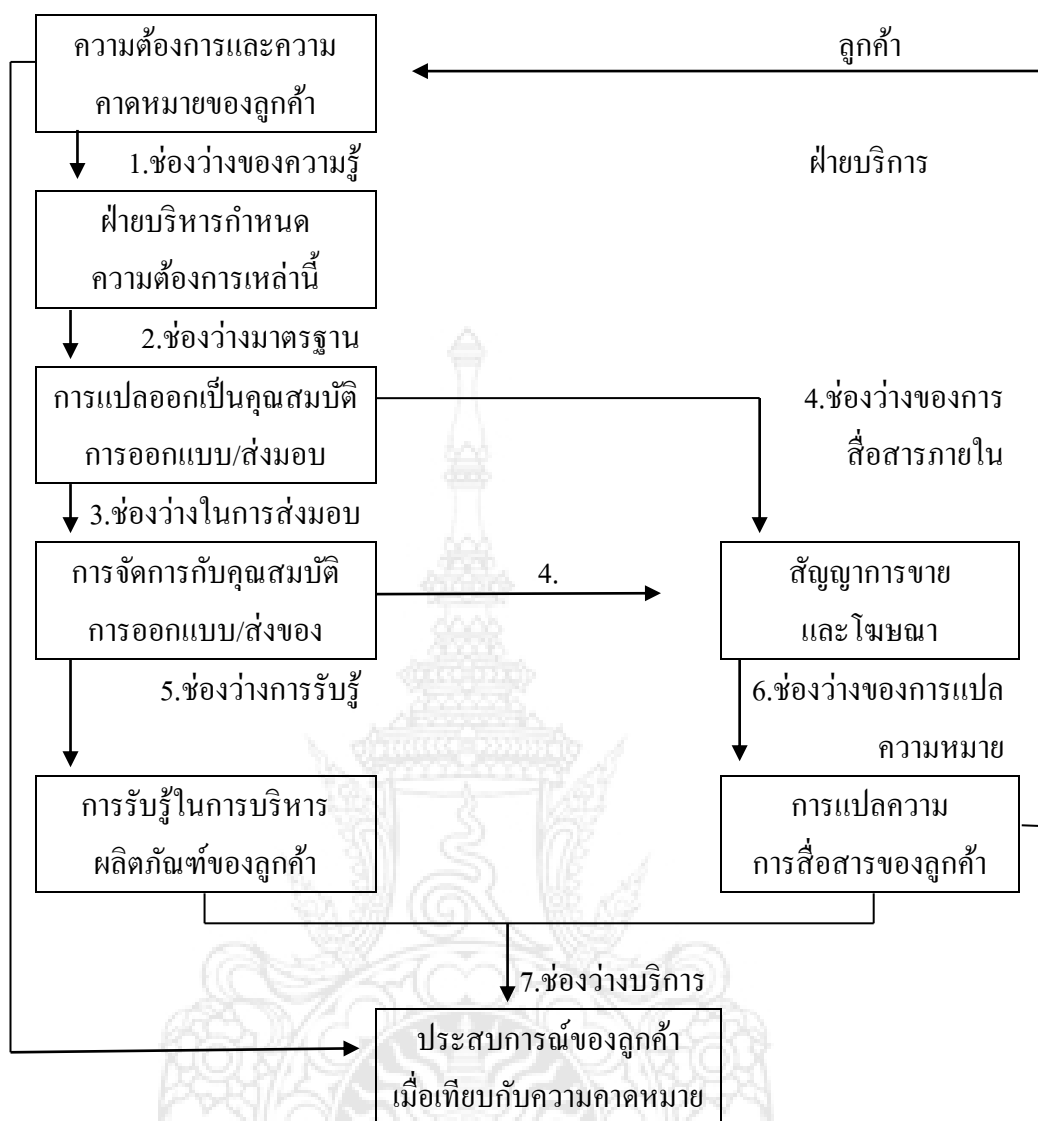 ความต้องการและความ
คาดหมายของลูกค้า
ลูกค้า
1.ช่องว่างของความรู้
ฝ่ายบริการ
ฝ่ายบริหารกำหนด
ความต้องการเหล่านี้
2.ช่องว่างมาตรฐาน
การแปลออกเป็นคุณสมบัติ
การออกแบบ/ส่งมอบ
4.ช่องว่างของการ
สื่อสารภายใน
3.ช่องว่างในการส่งมอบ
การจัดการกับคุณสมบัติ
การออกแบบ/ส่งของ
4.
สัญญาการขาย
และโฆษณา
5.ช่องว่างการรับรู้
6.ช่องว่างของการแปล
ความหมาย
การรับรู้ในการบริหาร
ผลิตภัณฑ์ของลูกค้า
การแปลความ
การสื่อสารของลูกค้า
7.ช่องว่างบริการ
ประสบการณ์ของลูกค้า
เมื่อเทียบกับความคาดหมาย